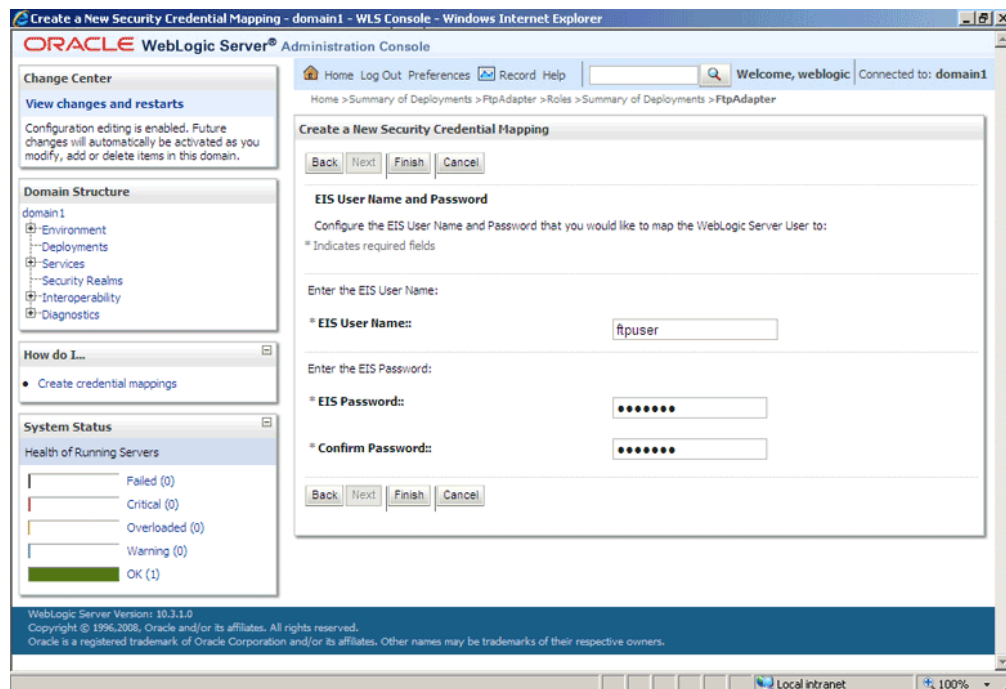 Create a New Security Credential Mapping - domain1 - WLS Console - Windows Internet Explorer
ORACLE WebLogic Server® Administration Console
Change Center
View changes and restarts
Configuration editing is enabled. Future
changes will automatically be activated as you
modify, add or delete items in this domain.
Domain Structure
domain1
Environment
Deployments
Services
Security Realms
Interoperability
Diagnostics
How do I...
Create credential mappings
System Status
Health of Running Servers
Failed (0)
Critical (0)
Overloaded (0)
Warning (0)
OK (1)
Home Log Out Preferences Record Help
Welcome, weblogic Connected to: domain1
Home >Summary of Deployments >FtpAdapter >Roles >Summary of Deployments >FtpAdapter
Create a New Security Credential Mapping
Back Next Finish Cancel
EIS User Name and Password
Configure the EIS User Name and Password that you would like to map the WebLogic Server User to:
* Indicates required fields
Enter the EIS User Name:
* EIS User Name:: ftpuser
Enter the EIS Password:
* EIS Password:: •••••••
* Confirm Password:: •••••••
Back Next Finish Cancel
WebLogic Server Version: 10.3.1.0
Copyright © 1996,2008, Oracle and/or its affiliates. All rights reserved.
Oracle is a registered trademark of Oracle Corporation and/or its affiliates. Other names may be trademarks of their respective owners.
Local intranet 100%